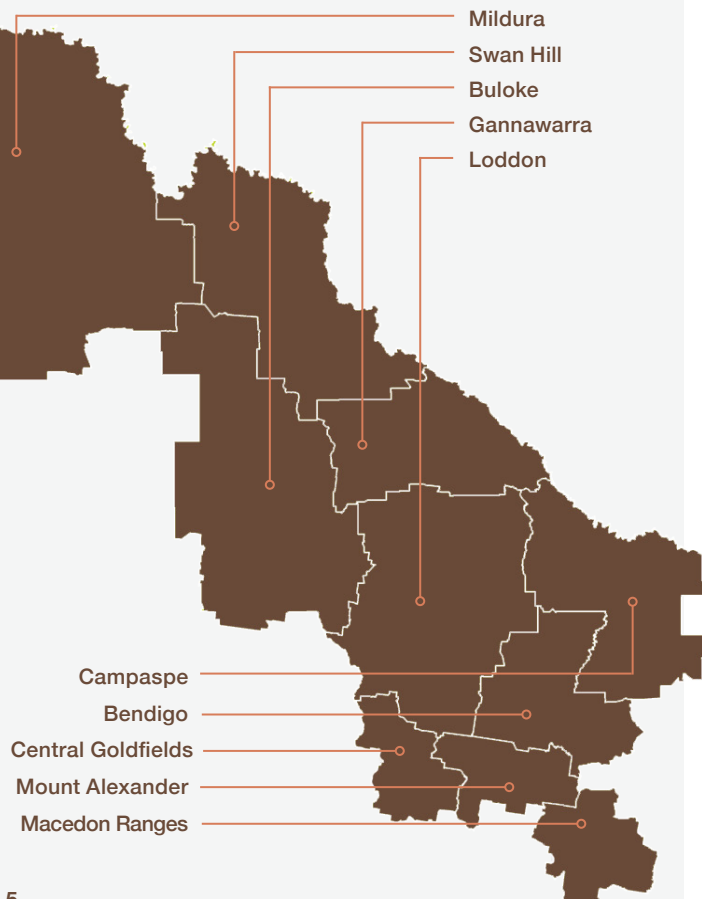 Mildura
Swan Hill
Buloke
Gannawarra
Loddon
Campaspe
Bendigo
Central Goldfields
Mount Alexander
Macedon Ranges
5